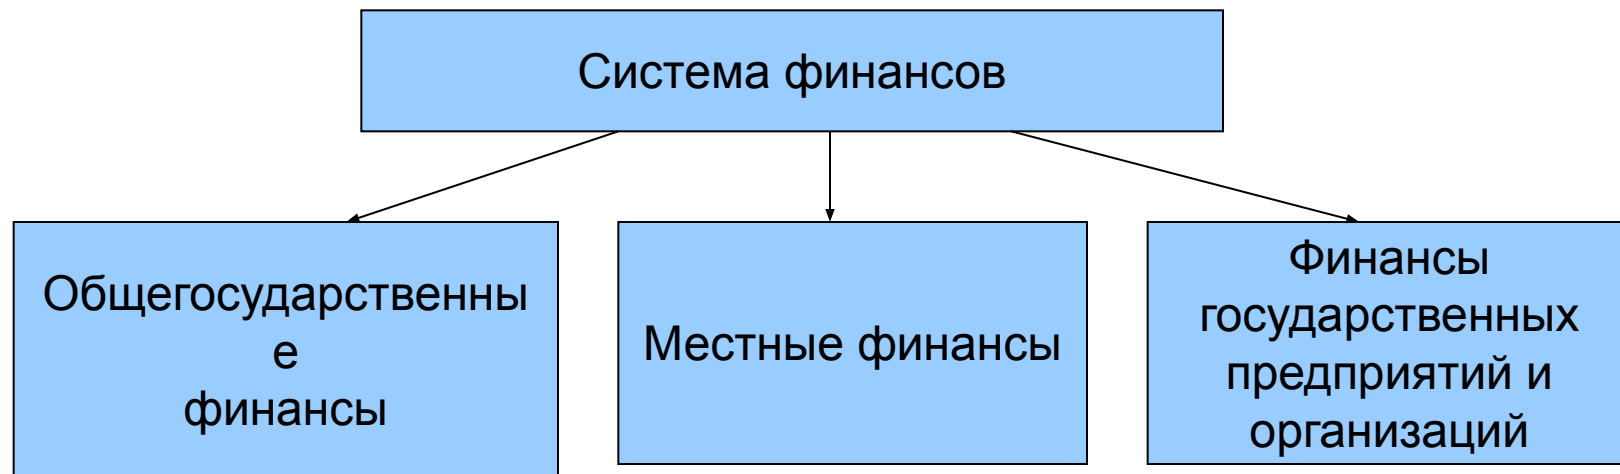 Система финансов
Общегосударственны
е
финансы
Местные финансы
Финансы
государственных
предприятий и
организаций